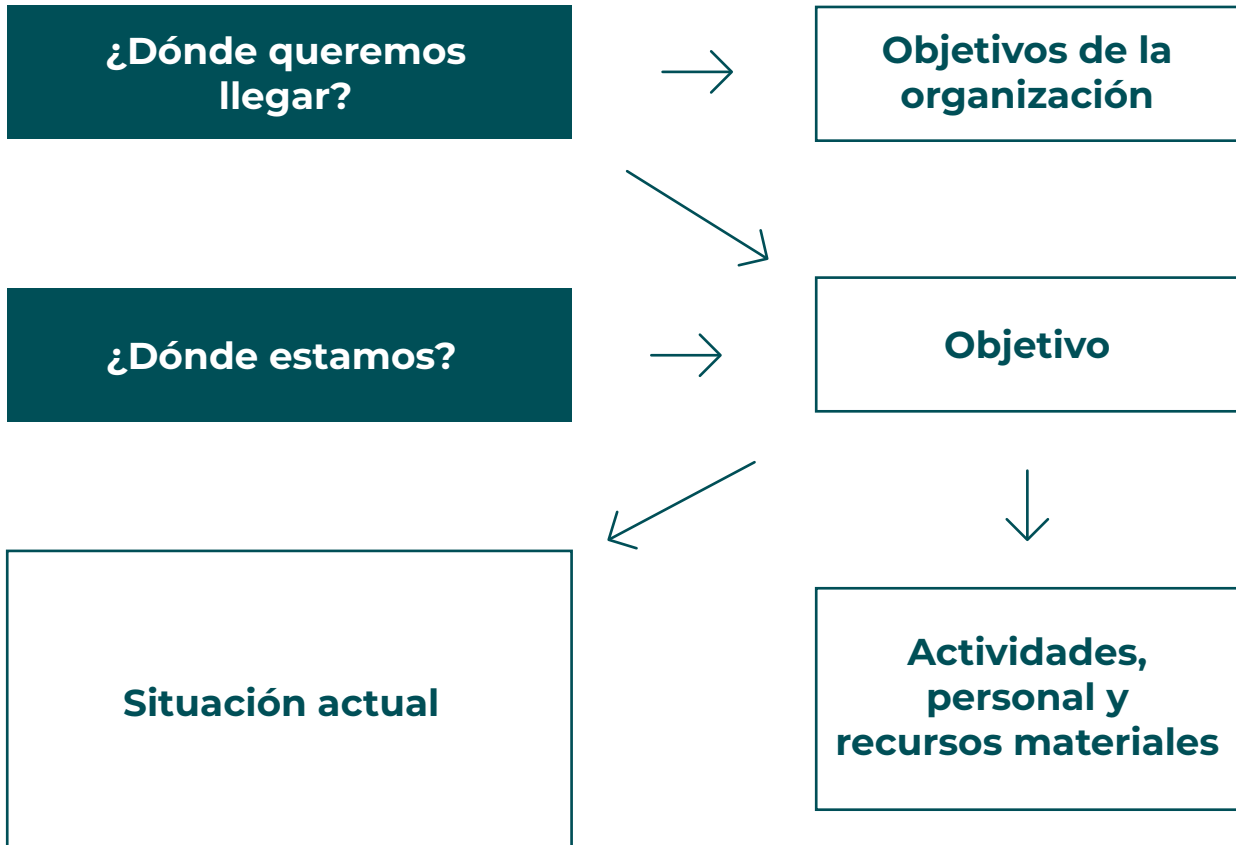 ¿Dónde queremos
llegar?
Objetivos de la
organización
¿Dónde estamos?
Objetivo
Situación actual
Actividades,
personal y
recursos materiales